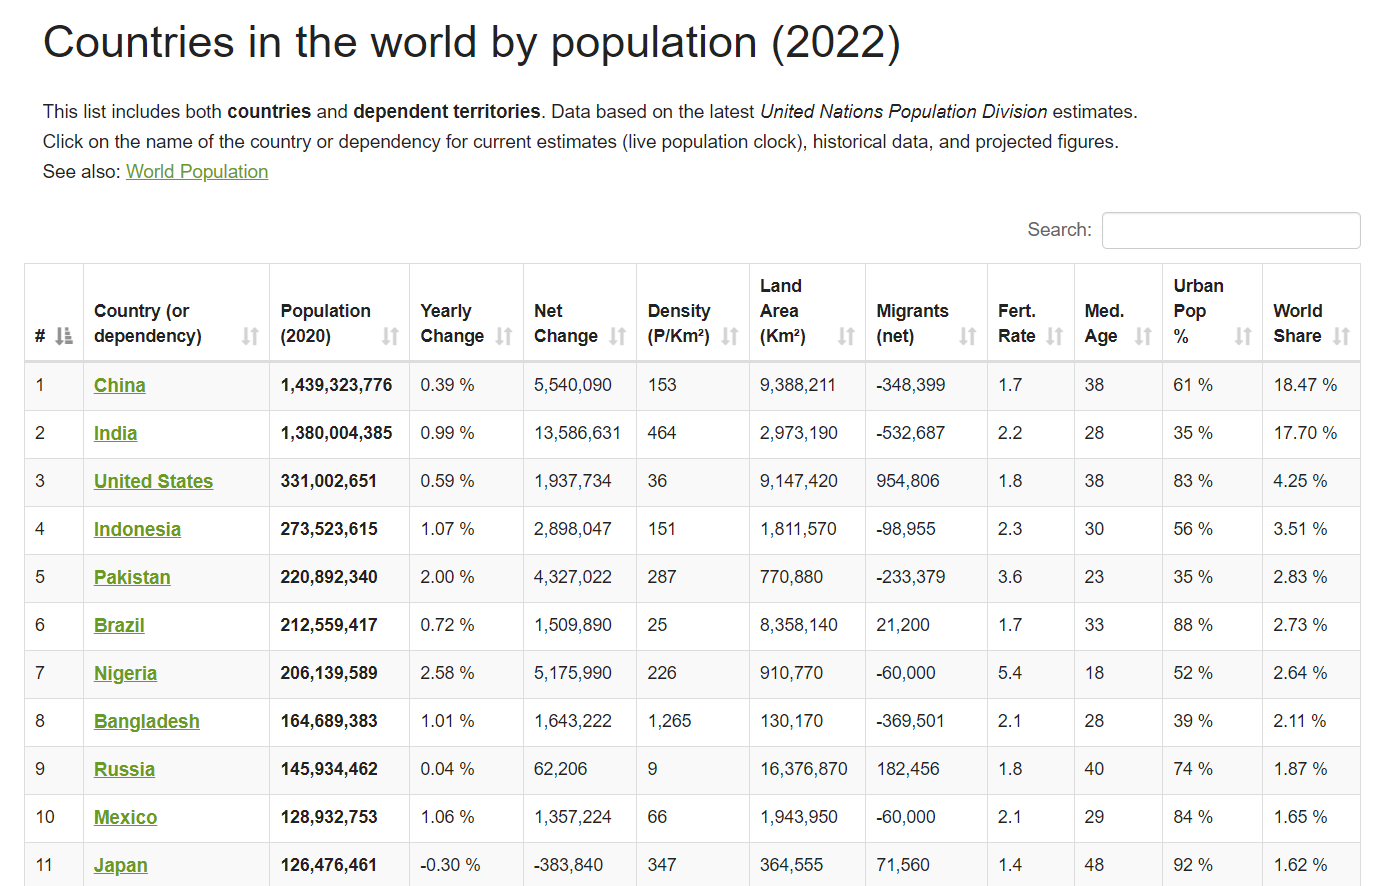 Countries in the world by population (2022)
This list includes both countries and dependent territories. Data based on the latest United Nations Population Division estimates.
Click on the name of the country or dependency for current estimates (live population clock), historical data, and projected figures.
See also: World Population
Search:
# Country (or dependency) Population (2020) Yearly Change Net Change Density (P/Km²) Land Area (Km²) Migrants (net) Fert. Rate Med. Age Urban Pop % World Share
1 China 1,439,323,776 0.39 % 5,540,090 153 9,388,211 -348,399 1.7 38 61 % 18.47 %
2 India 1,380,004,385 0.99 % 13,586,631 464 2,973,190 -532,687 2.2 28 35 % 17.70 %
3 United States 331,002,651 0.59 % 1,937,734 36 9,147,420 954,806 1.8 38 83 % 4.25 %
4 Indonesia 273,523,615 1.07 % 2,898,047 151 1,811,570 -98,955 2.3 30 56 % 3.51 %
5 Pakistan 220,892,340 2.00 % 4,327,022 287 770,880 -233,379 3.6 23 35 % 2.83 %
6 Brazil 212,559,417 0.72 % 1,509,890 25 8,358,140 21,200 1.7 33 88 % 2.73 %
7 Nigeria 206,139,589 2.58 % 5,175,990 226 910,770 -60,000 5.4 18 52 % 2.64 %
8 Bangladesh 164,689,383 1.01 % 1,643,222 1,265 130,170 -369,501 2.1 28 39 % 2.11 %
9 Russia 145,934,462 0.04 % 62,206 9 16,376,870 182,456 1.8 40 74 % 1.87 %
10 Mexico 128,932,753 1.06 % 1,357,224 66 1,943,950 -60,000 2.1 29 84 % 1.65 %
11 Japan 126,476,461 -0.30 % -383,840 347 364,555 71,560 1.4 48 92 % 1.62 %